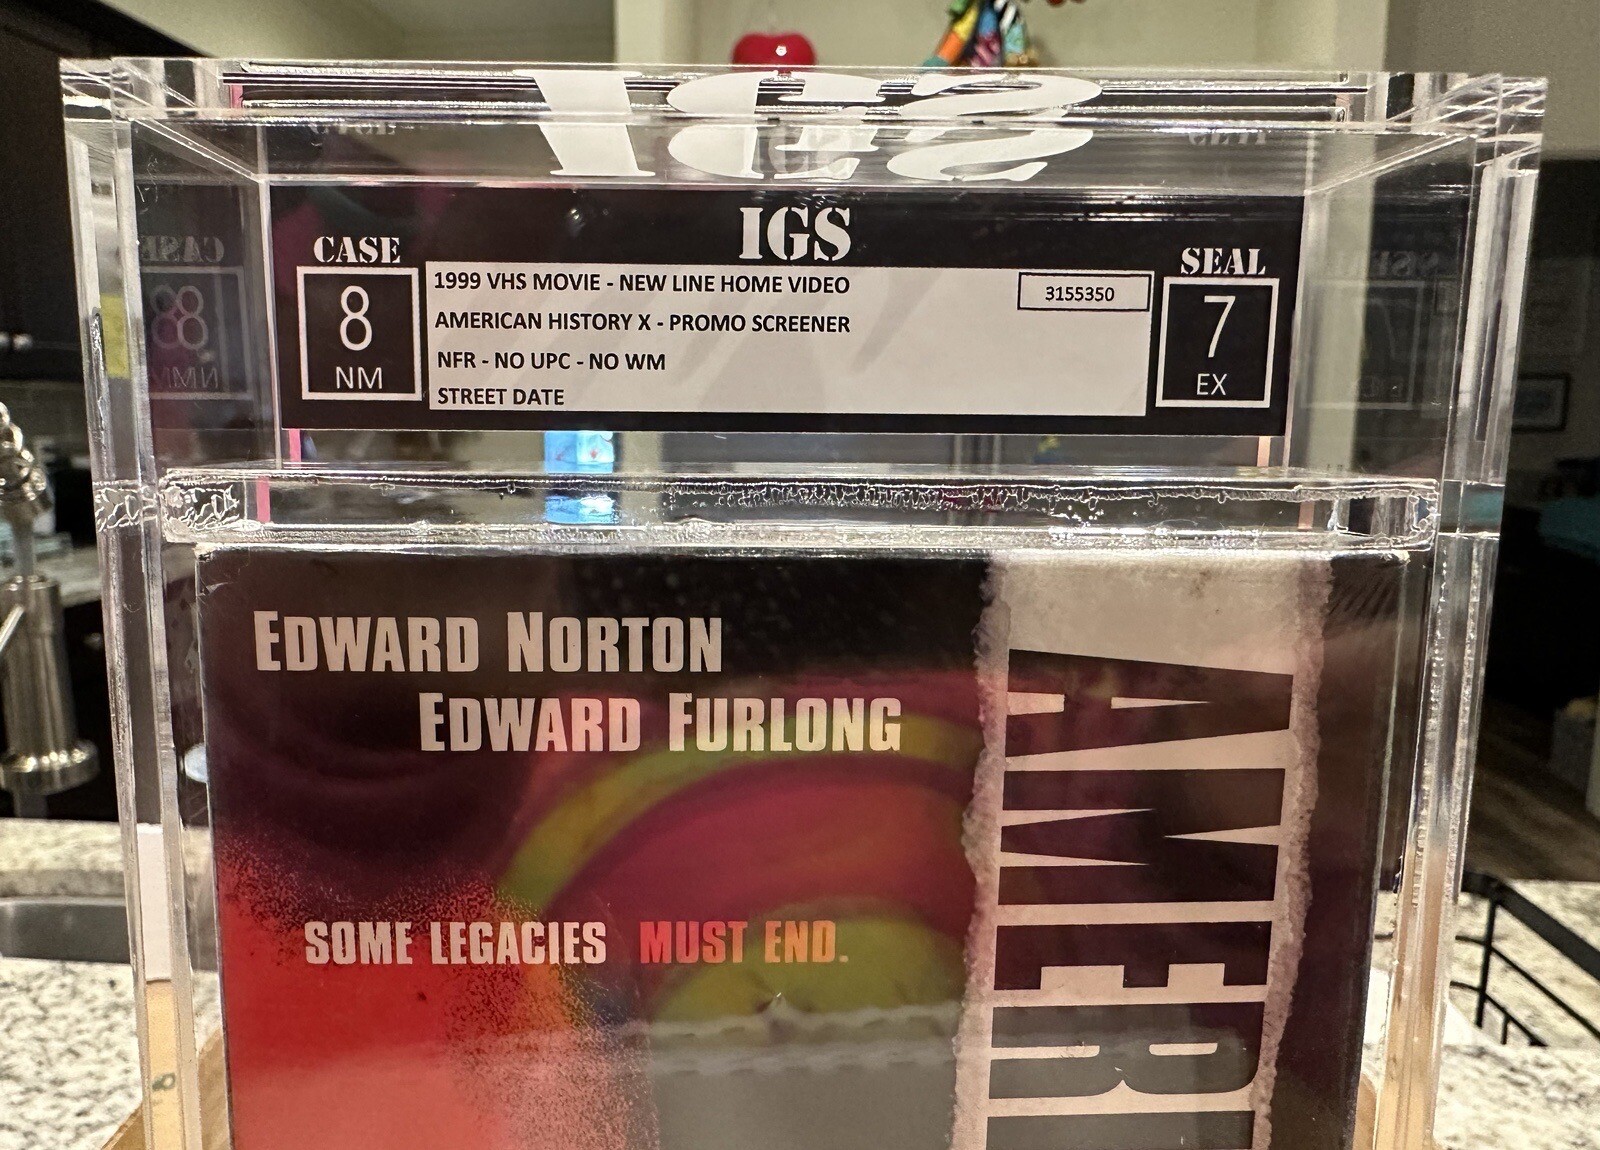 IGS
IGS
CASE
8
NM
1999 VHS MOVIE - NEW LINE HOME VIDEO
3155350
AMERICAN HISTORY X - PROMO SCREENER
NFR - NO UPC - NO WM
STREET DATE
SEAL
7
EX
EDWARD NORTON
EDWARD FURLONG
SOME LEGACIES MUST END.
AMER